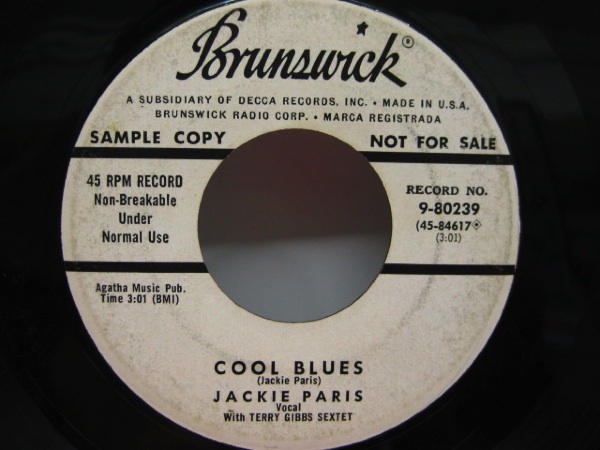 Brunswick®
A SUBSIDIARY OF DECCA RECORDS, INC. • MADE IN U.S.A.
BRUNSWICK RADIO CORP. • MARCA REGISTRADA
SAMPLE COPY NOT FOR SALE
45 RPM RECORD
Non-Breakable
Under
Normal Use
RECORD NO.
9-80239
(45-84617
(3:01)
Agatha Music Pub.
Time 3:01 (BMI)
COOL BLUES
(Jackie Paris)
JACKIE PARIS
Vocal
With TERRY GIBBS SEXTET